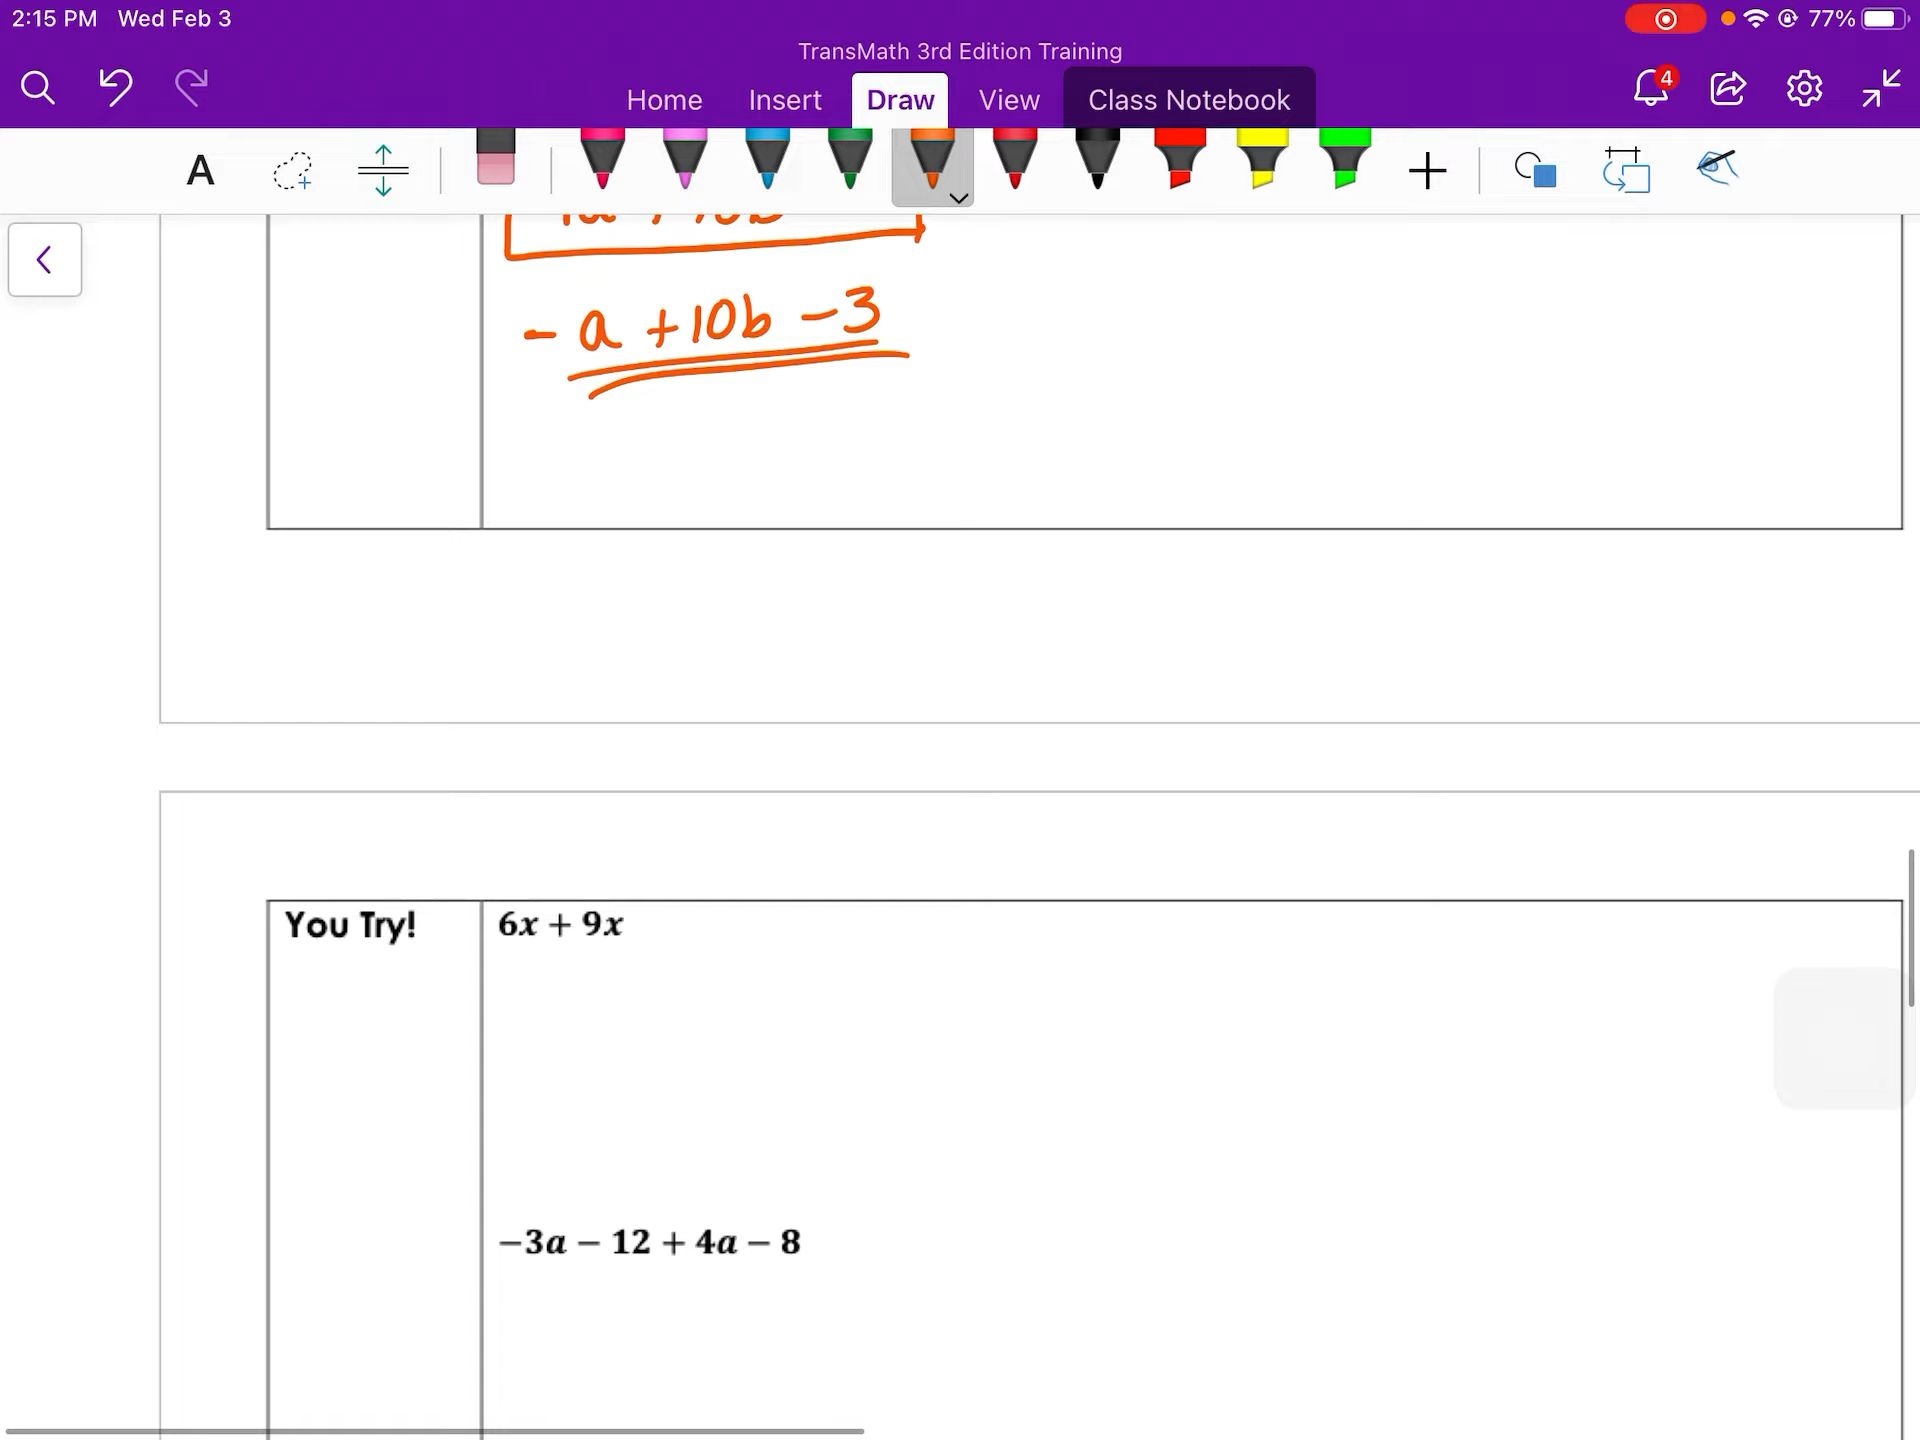 2:15 PM Wed Feb 3
77%
TransMath 3rd Edition Training
Home Insert Draw View Class Notebook
4
A
- a + 10b - 3
You Try!
6x + 9x
−3a − 12 + 4a − 8